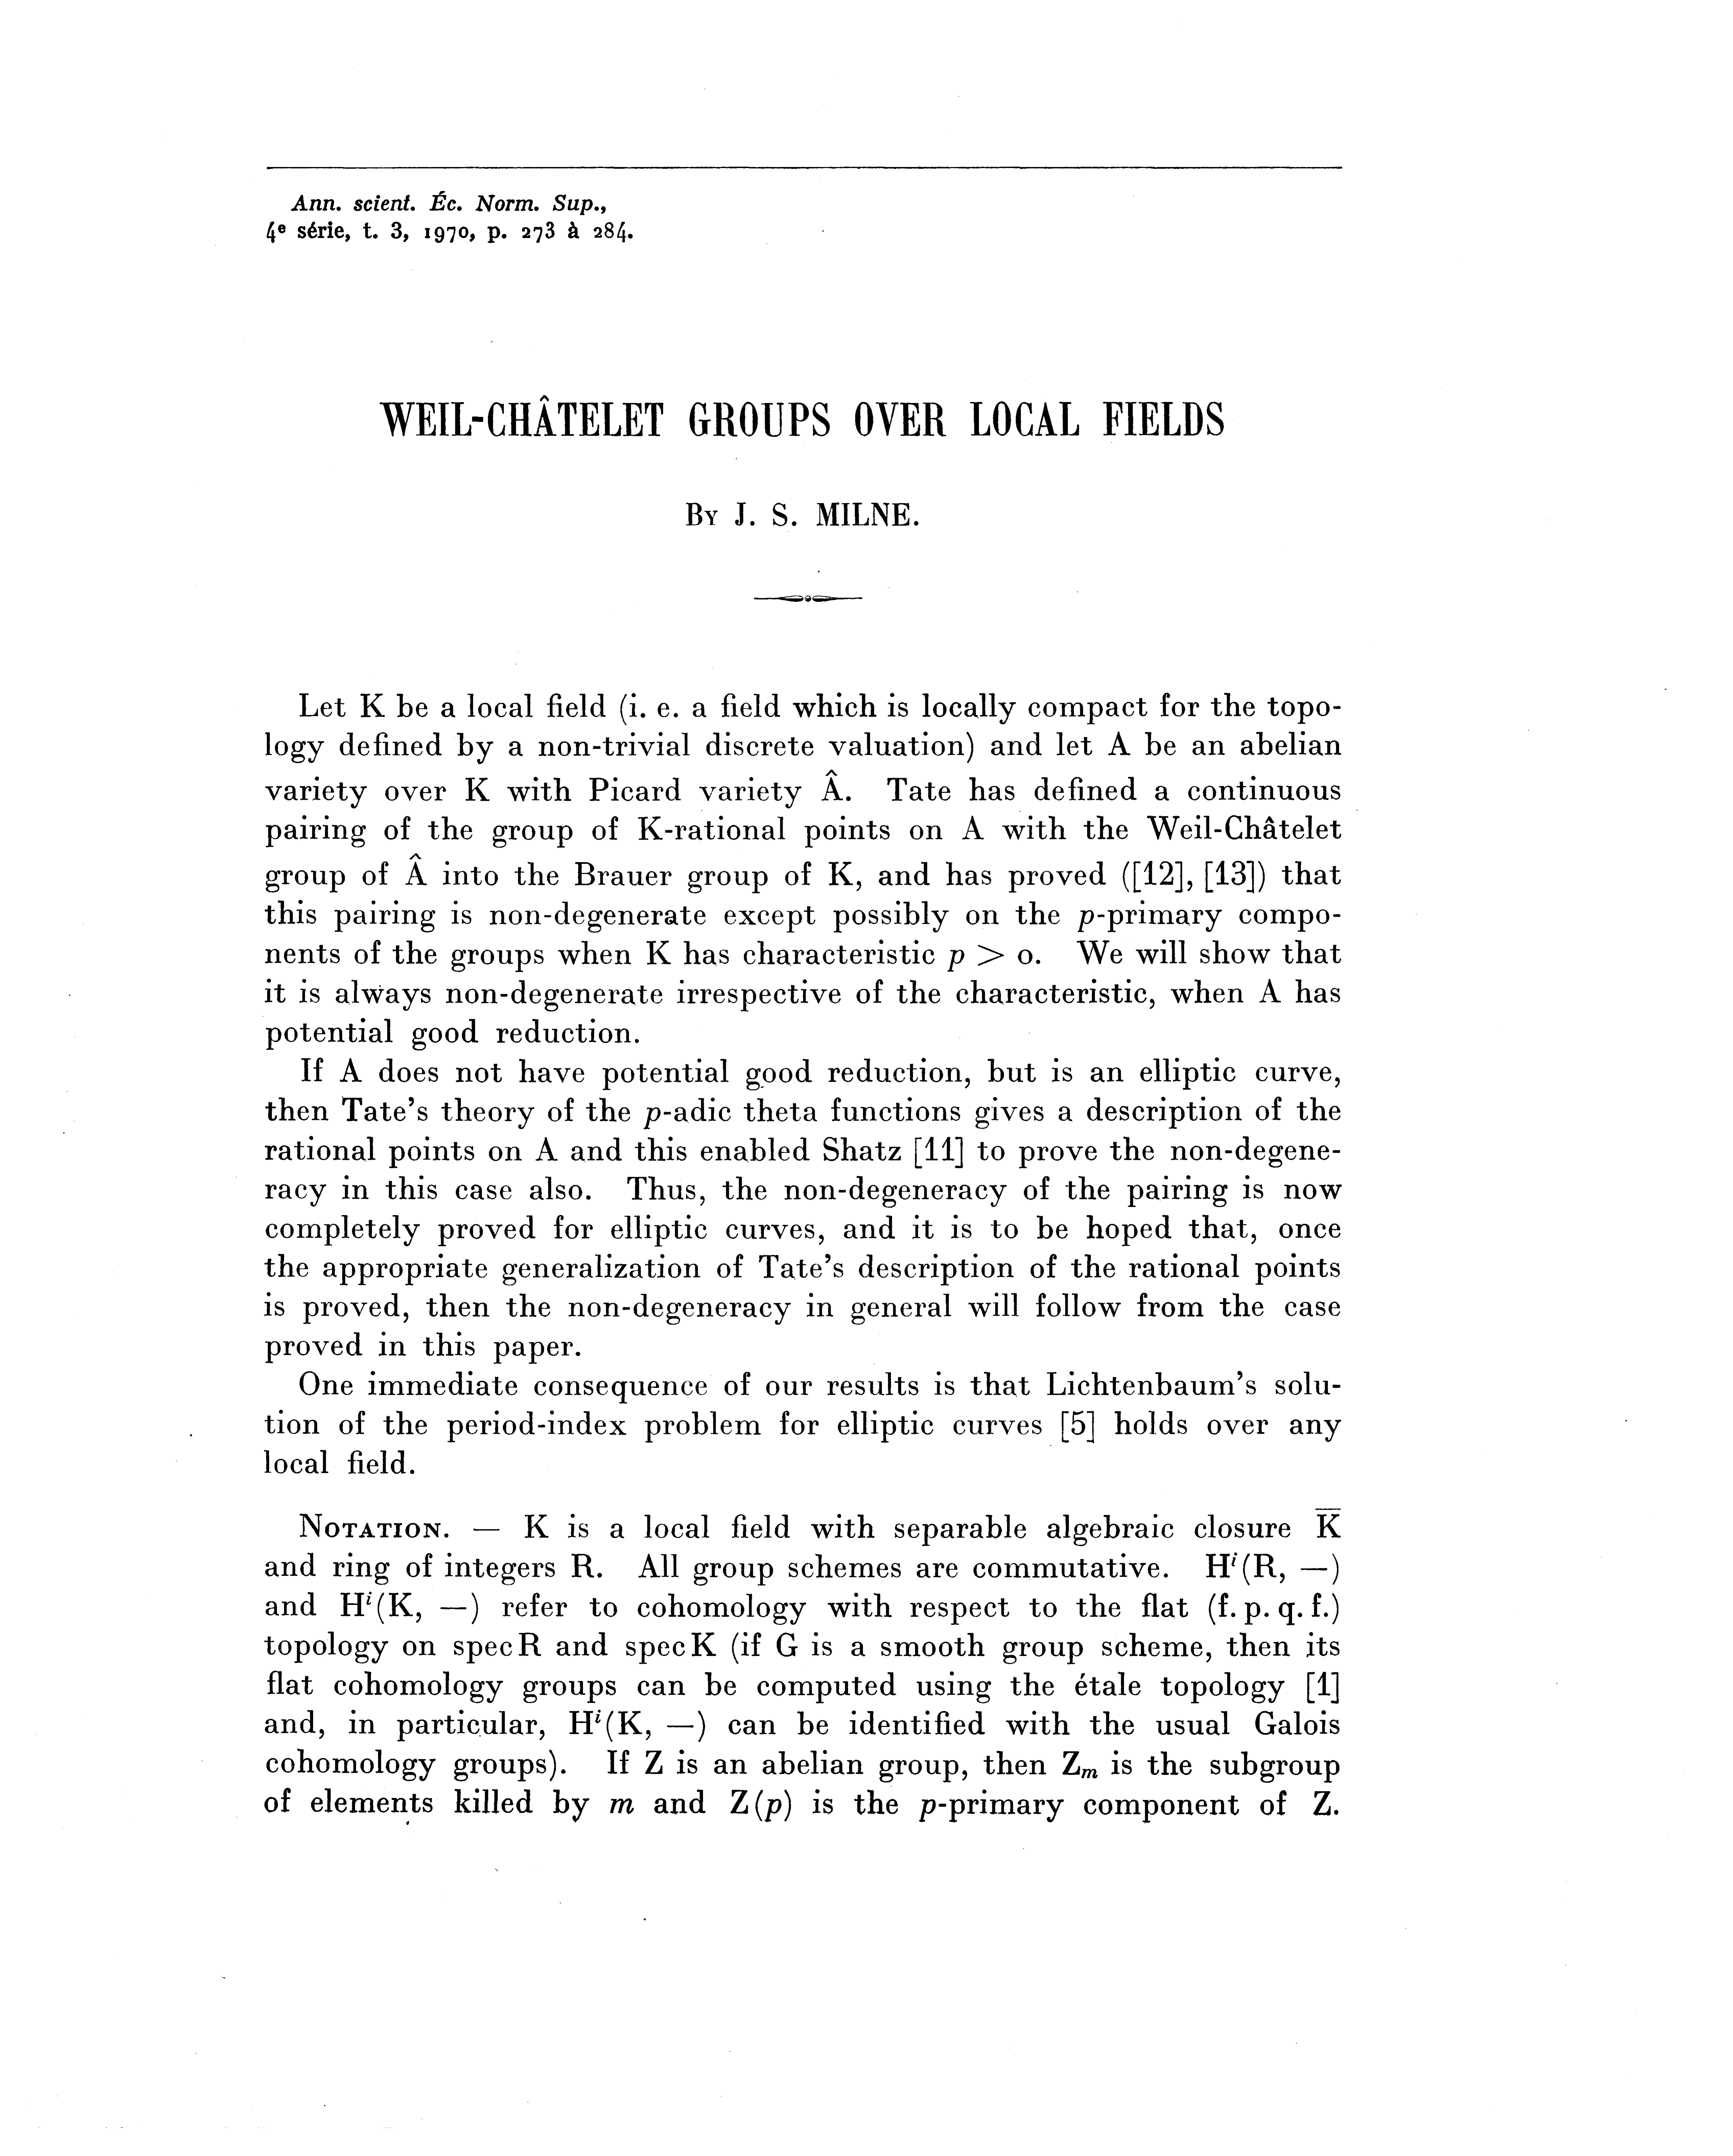 Ann. scient. Éc. Norm. Sup.,
4e série, t. 3, 1970, p. 273 à 284.
WEIL-CHÂTELET GROUPS OVER LOCAL FIELDS
By J. S. MILNE.
Let K be a local field (i. e. a field which is locally compact for the topo-
logy defined by a non-trivial discrete valuation) and let A be an abelian
variety over K with Picard variety Â. Tate has defined a continuous
pairing of the group of K-rational points on A with the Weil-Châtelet
group of Â into the Brauer group of K, and has proved ([12], [13]) that
this pairing is non-degenerate except possibly on the p-primary compo-
nents of the groups when K has characteristic p > 0. We will show that
it is always non-degenerate irrespective of the characteristic, when A has
potential good reduction.
If A does not have potential good reduction, but is an elliptic curve,
then Tate's theory of the p-adic theta functions gives a description of the
rational points on A and this enabled Shatz [11] to prove the non-degene-
racy in this case also. Thus, the non-degeneracy of the pairing is now
completely proved for elliptic curves, and it is to be hoped that, once
the appropriate generalization of Tate's description of the rational points
is proved, then the non-degeneracy in general will follow from the case
proved in this paper.
One immediate consequence of our results is that Lichtenbaum's solu-
tion of the period-index problem for elliptic curves [5] holds over any
local field.
NOTATION. — K is a local field with separable algebraic closure K̅
and ring of integers R. All group schemes are commutative. Hⁱ(R, —)
and Hⁱ(K, —) refer to cohomology with respect to the flat (f. p. q. f.)
topology on spec R and spec K (if G is a smooth group scheme, then its
flat cohomology groups can be computed using the étale topology [1]
and, in particular, Hⁱ(K, —) can be identified with the usual Galois
cohomology groups). If Z is an abelian group, then Zₘ is the subgroup
of elements killed by m and Z(p) is the p-primary component of Z.